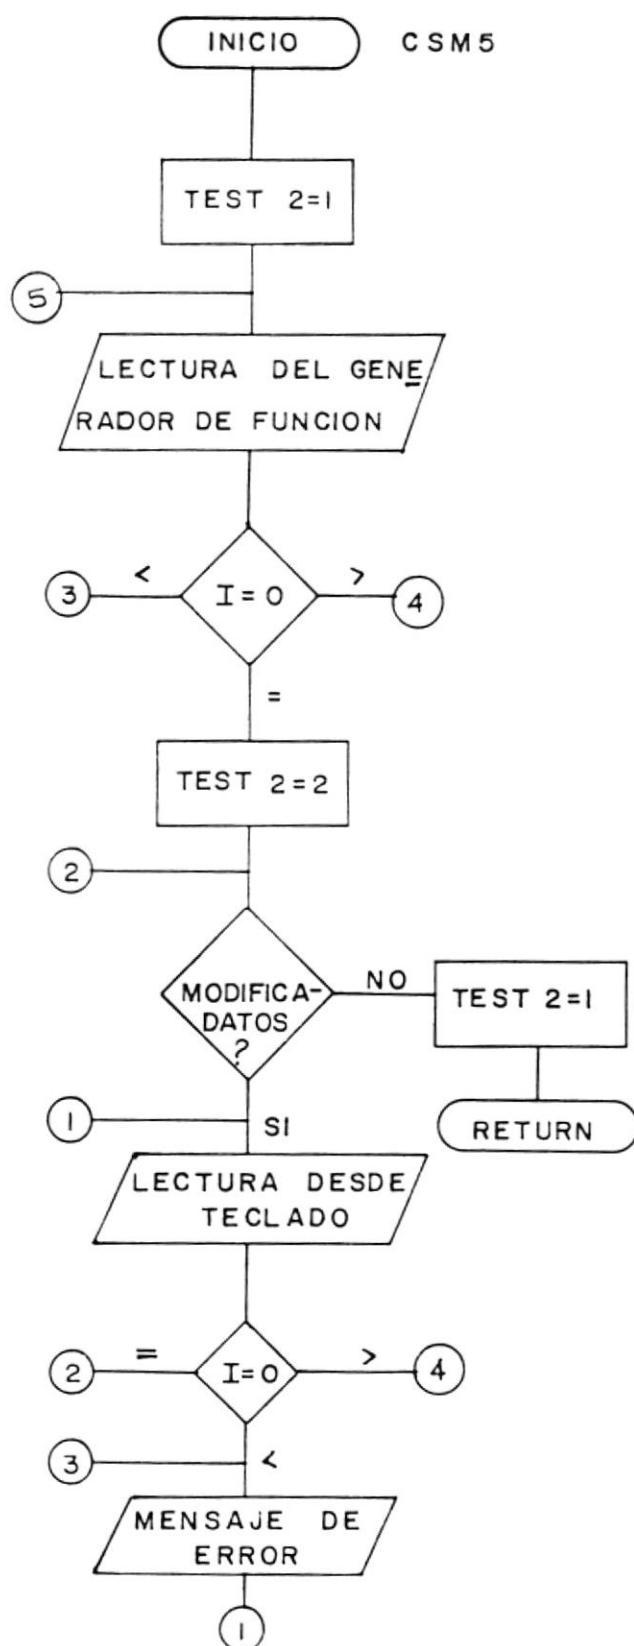 INICIO CSM5
TEST 2=1
5
LECTURA DEL GENE
RADOR DE FUNCION
3 < I=0 > 4
=
TEST 2=2
2
MODIFICA-
DATOS
?
NO
TEST 2=1
RETURN
1
SI
LECTURA DESDE
TECLADO
2 = I=0 > 4
3 <
MENSAJE DE
ERROR
1